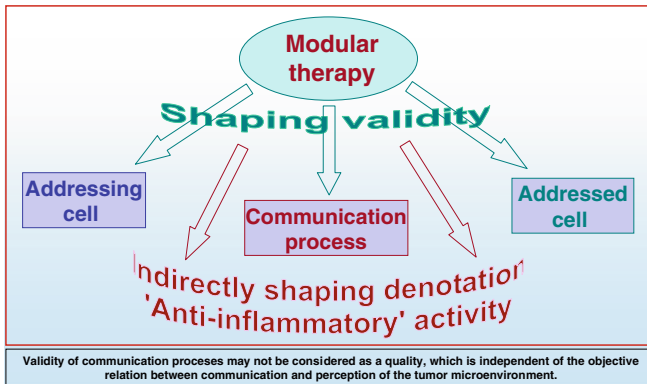 Modular
therapy
Shaping validity
Addressing
cell
Communication
process
Addressed
cell
Indirectly shaping denotation
'Anti-inflammatory' activity
Validity of communication proceses may not be considered as a quality, which is independent of the objective
relation between communication and perception of the tumor microenvironment.